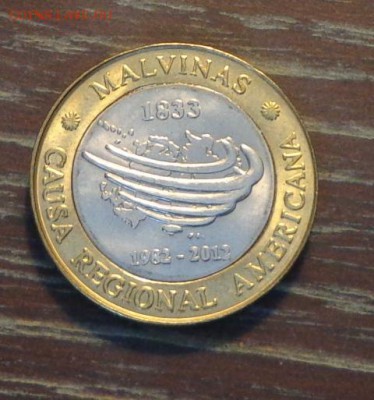 MALVINAS
1833
1982 - 2012
CAUSA REGIONAL AMERICANA